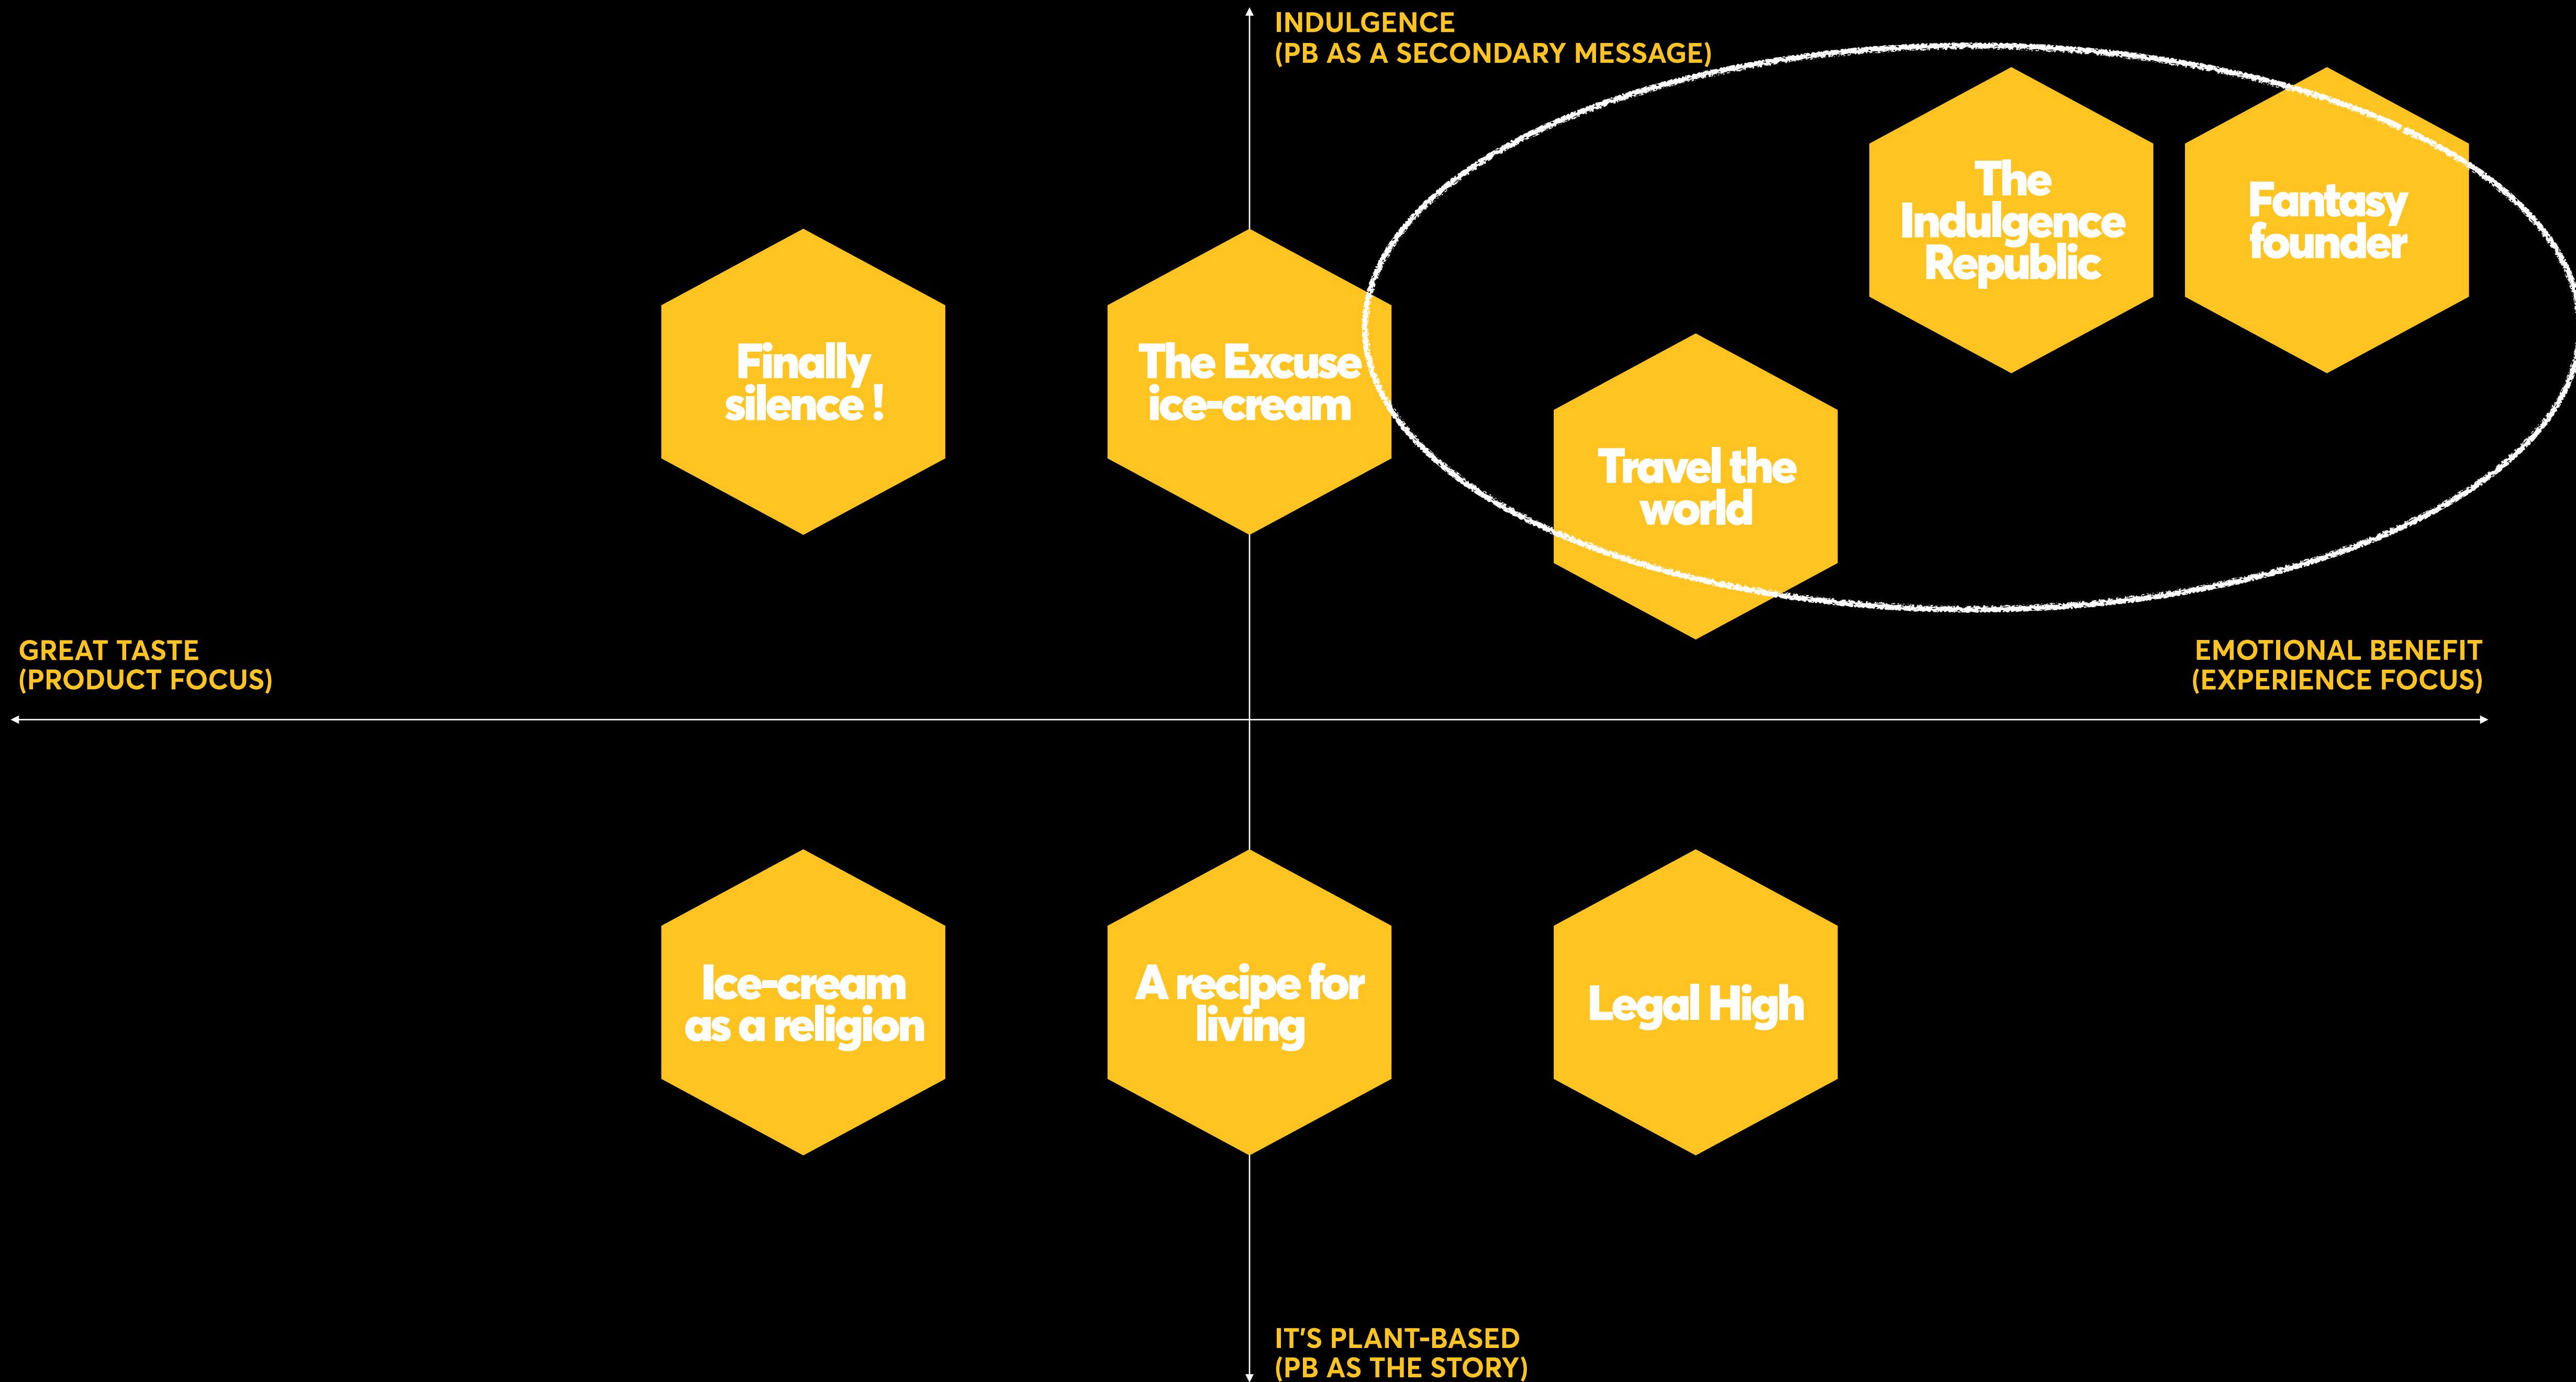 INDULGENCE
(PB AS A SECONDARY MESSAGE)
The
Indulgence
Republic
Fantasy
founder
Finally
silence !
The Excuse
ice-cream
Travel the
world
GREAT TASTE
(PRODUCT FOCUS)
EMOTIONAL BENEFIT
(EXPERIENCE FOCUS)
Ice-cream
as a religion
A recipe for
living
Legal High
IT'S PLANT-BASED
(PB AS THE STORY)